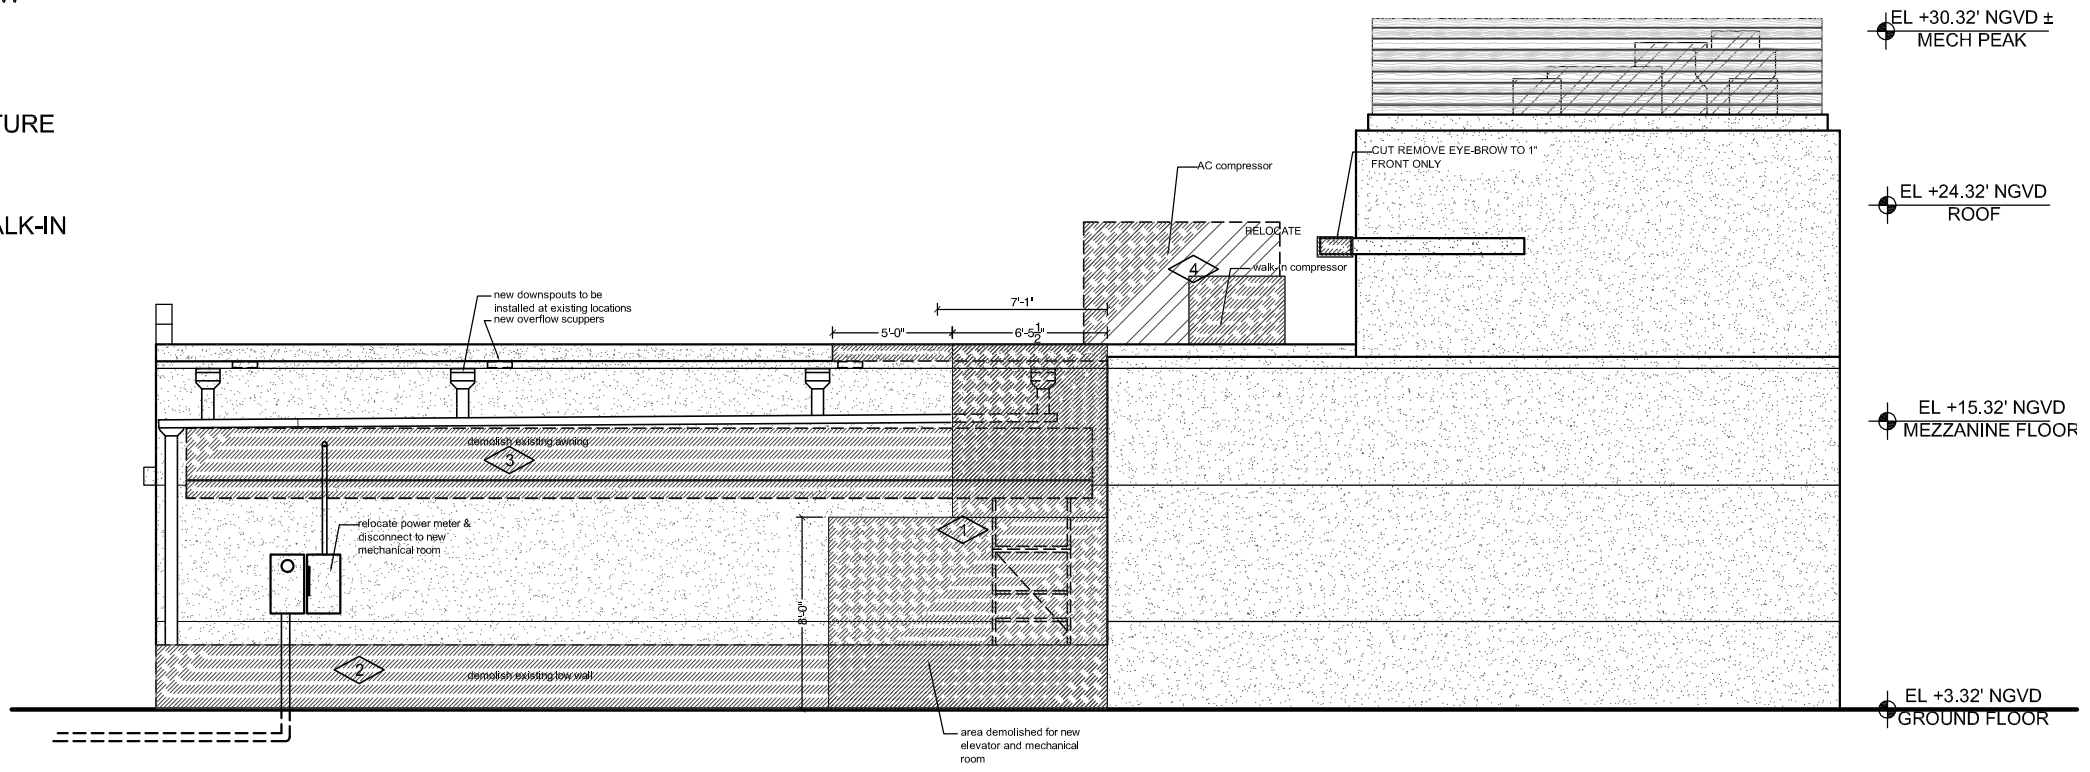 TURE
ALK-IN
EL +30.32' NGVD ±
MECH PEAK
CUT REMOVE EYE-BROW TO 1"
FRONT ONLY
AC compressor
EL +24.32' NGVD
ROOF
RELOCATE
4
walk-in compressor
new downspouts to be
installed at existing locations
new overflow scuppers
7'-1"
5'-0"
6'-5 1/2"
EL +15.32' NGVD
MEZZANINE FLOOR
demolish existing awning
3
relocate power meter &
disconnect to new
mechanical room
1
8'-0"
2
demolish existing low wall
EL +3.32' NGVD
GROUND FLOOR
area demolished for new
elevator and mechanical
room